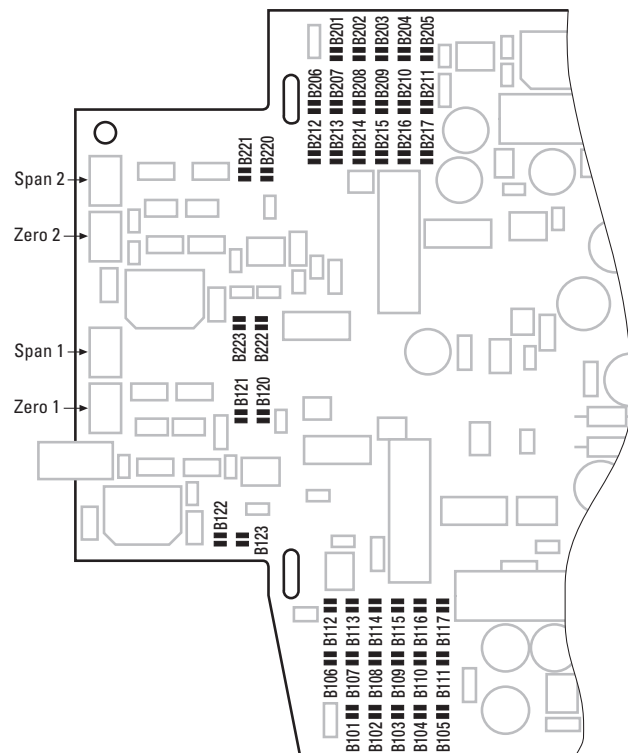 B201 B202 B203 B204 B205
B206 B207 B208 B209 B210 B211
B212 B213 B214 B215 B216 B217
B221 B220
Span 2
Zero 2
B223 B222
Span 1
B121 B120
Zero 1
B122 B123
B112 B113 B114 B115 B116 B117
B106 B107 B108 B109 B110 B111
B101 B102 B103 B104 B105